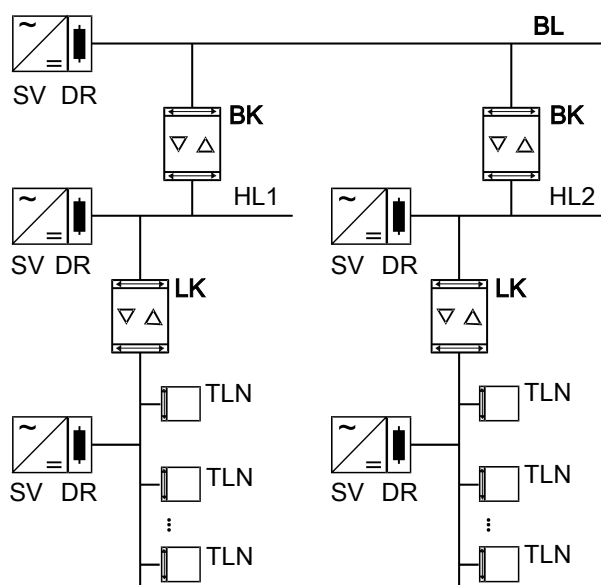 BL
SV DR
BK BK
HL1 HL2
SV DR SV DR
LK LK
TLN TLN
SV DR SV DR
TLN TLN
TLN TLN